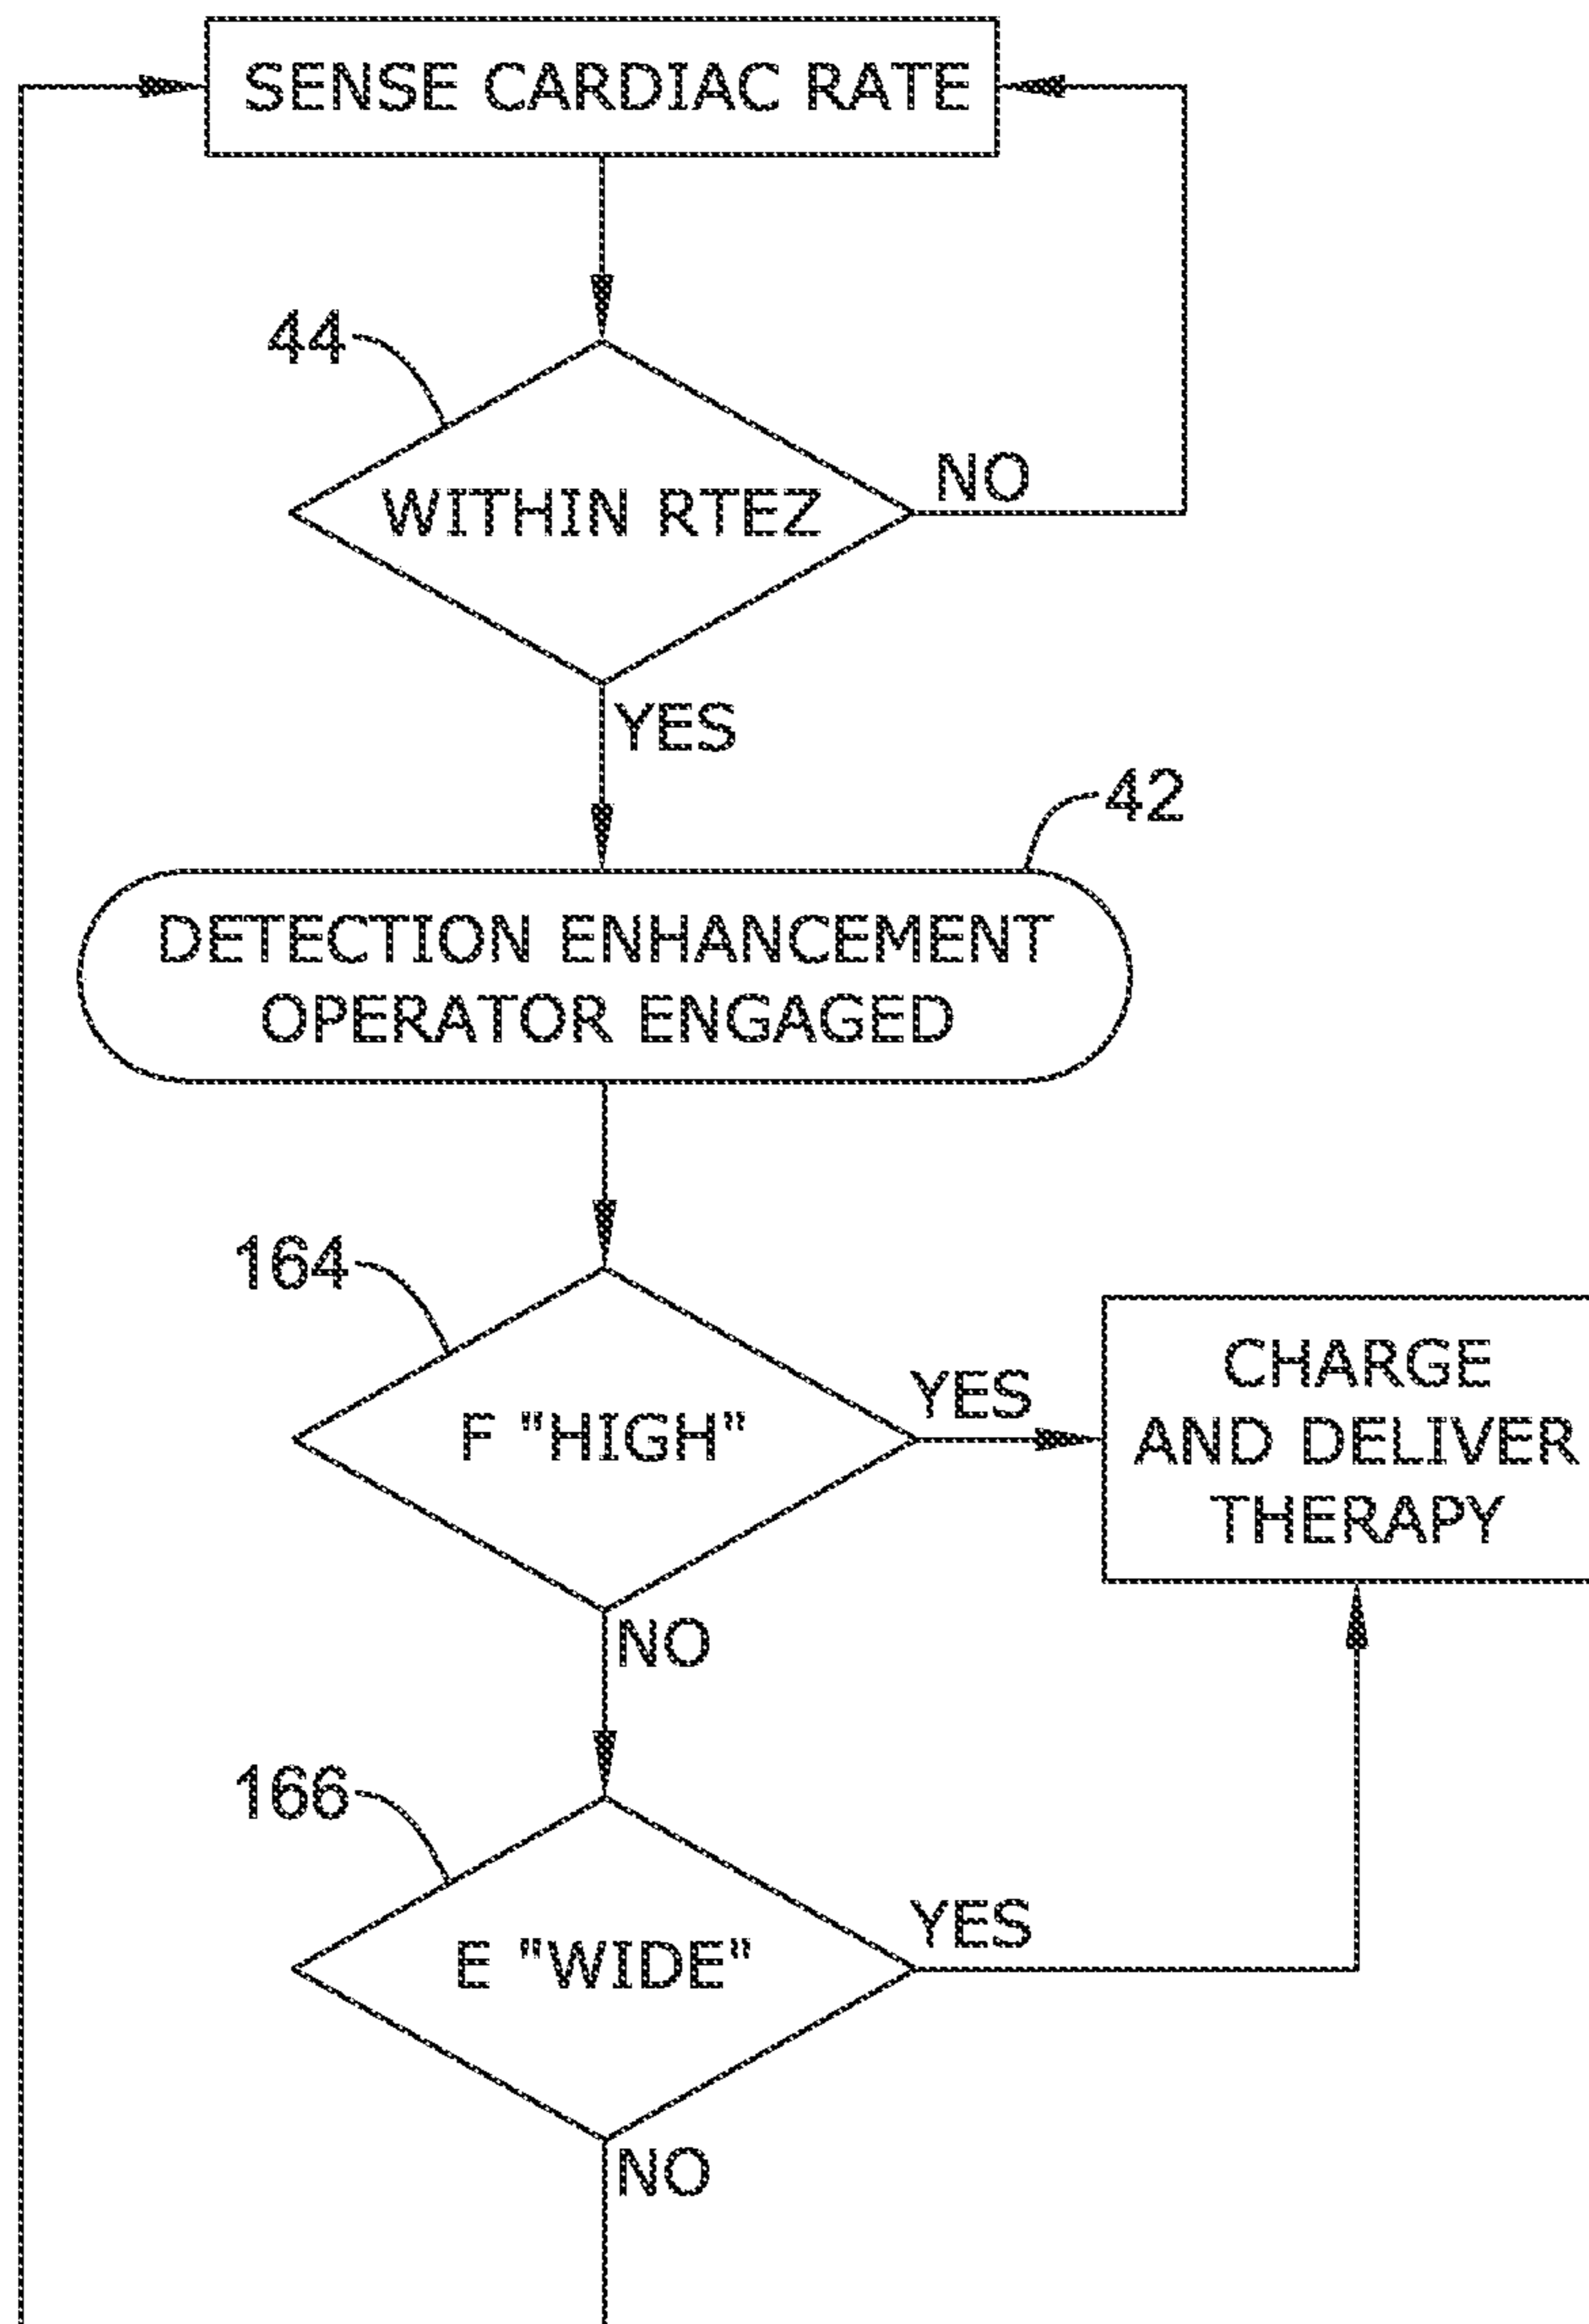 SENSE CARDIAC RATE
44
WITHIN RTEZ
NO
YES
42
DETECTION ENHANCEMENT
OPERATOR ENGAGED
164
F "HIGH"
YES
CHARGE
AND DELIVER
THERAPY
NO
166
E "WIDE"
YES
NO